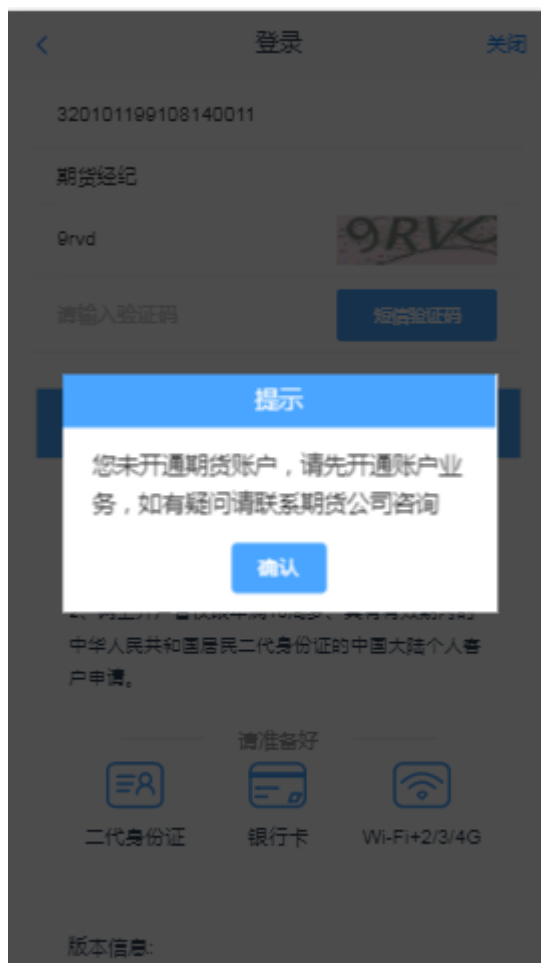 登录
关闭
320101199108140011
期货经纪
9rvd
9RVC
请输入验证码
短信验证码
提示
您未开通期货账户，请先开通账户业
务，如有疑问请联系期货公司咨询
确认
中华人民共和国居民二代身份证的中国大陆个人客
户申请。
请准备好
二代身份证
银行卡
Wi-Fi+2/3/4G
版本信息: